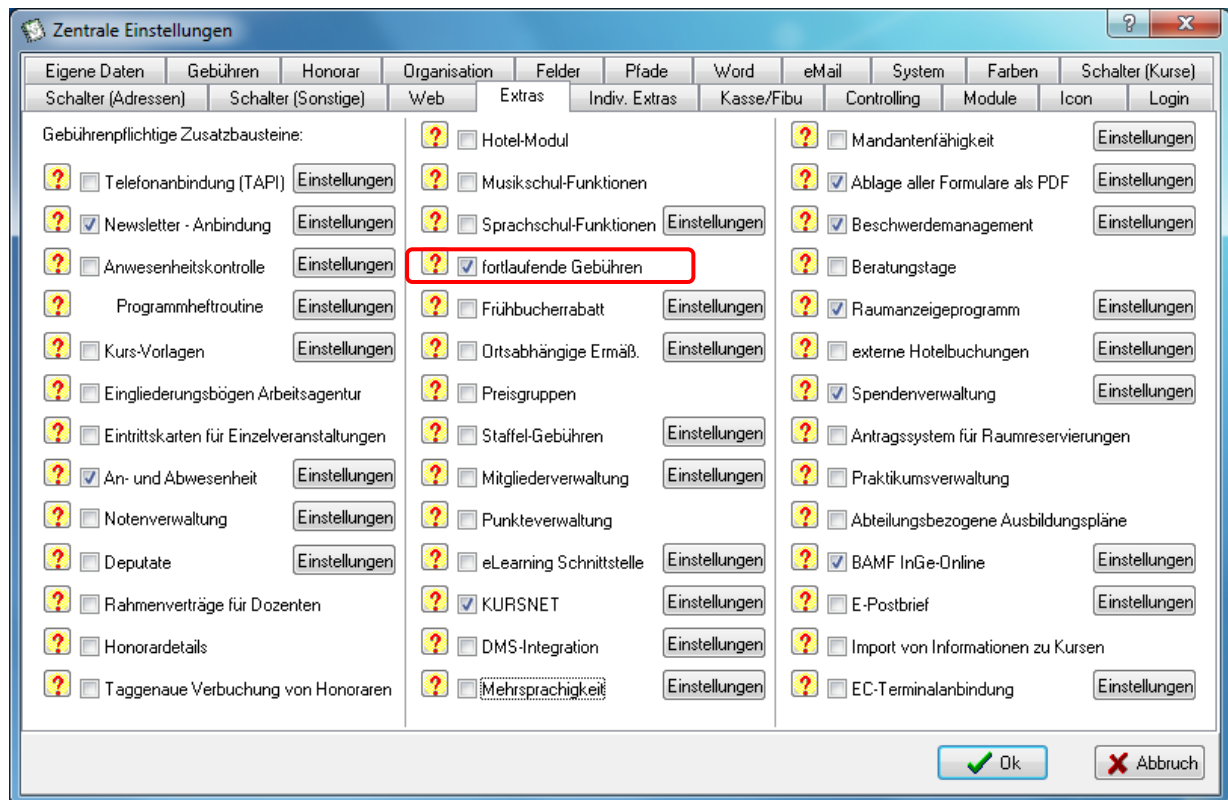 Zentrale Einstellungen
Eigene Daten Gebühren Honorar Organisation Felder Pfade Word eMail System Farben Schalter (Kurse)
Schalter (Adressen) Schalter (Sonstige) Web Extras Indiv. Extras Kasse/Fibu Controlling Module Icon Login
Gebührenpflichtige Zusatzbausteine:
? Telefonanbindung (TAPI) Einstellungen
? Newsletter - Anbindung Einstellungen
? Anwesenheitskontrolle Einstellungen
? Programmheftroutine Einstellungen
? Kurs-Vorlagen Einstellungen
? Eingliederungsbögen Arbeitsagentur
? Eintrittskarten für Einzelveranstaltungen
? An- und Abwesenheit Einstellungen
? Notenverwaltung Einstellungen
? Deputate Einstellungen
? Rahmenverträge für Dozenten
? Honorardetails
? Taggenaue Verbuchung von Honoraren
? Hotel-Modul
? Musikschul-Funktionen
? Sprachschul-Funktionen Einstellungen
? fortlaufende Gebühren
? Frühbucherrabatt Einstellungen
? Ortsabhängige Ermäß. Einstellungen
? Preisgruppen
? Staffel-Gebühren Einstellungen
? Mitgliederverwaltung Einstellungen
? Punkteverwaltung
? eLearning Schnittstelle Einstellungen
? KURSNET Einstellungen
? DMS-Integration Einstellungen
? Mehrsprachigkeit Einstellungen
? Mandantenfähigkeit Einstellungen
? Ablage aller Formulare als PDF Einstellungen
? Beschwerdemanagement Einstellungen
? Beratungstage
? Raumanzeigeprogramm Einstellungen
? externe Hotelbuchungen Einstellungen
? Spendenverwaltung Einstellungen
? Antragssystem für Raumreservierungen
? Praktikumsverwaltung
? Abteilungsbezogene Ausbildungspläne
? BAMF InGe-Online Einstellungen
? E-Postbrief Einstellungen
? Import von Informationen zu Kursen
? EC-Terminalanbindung Einstellungen
Ok Abbruch